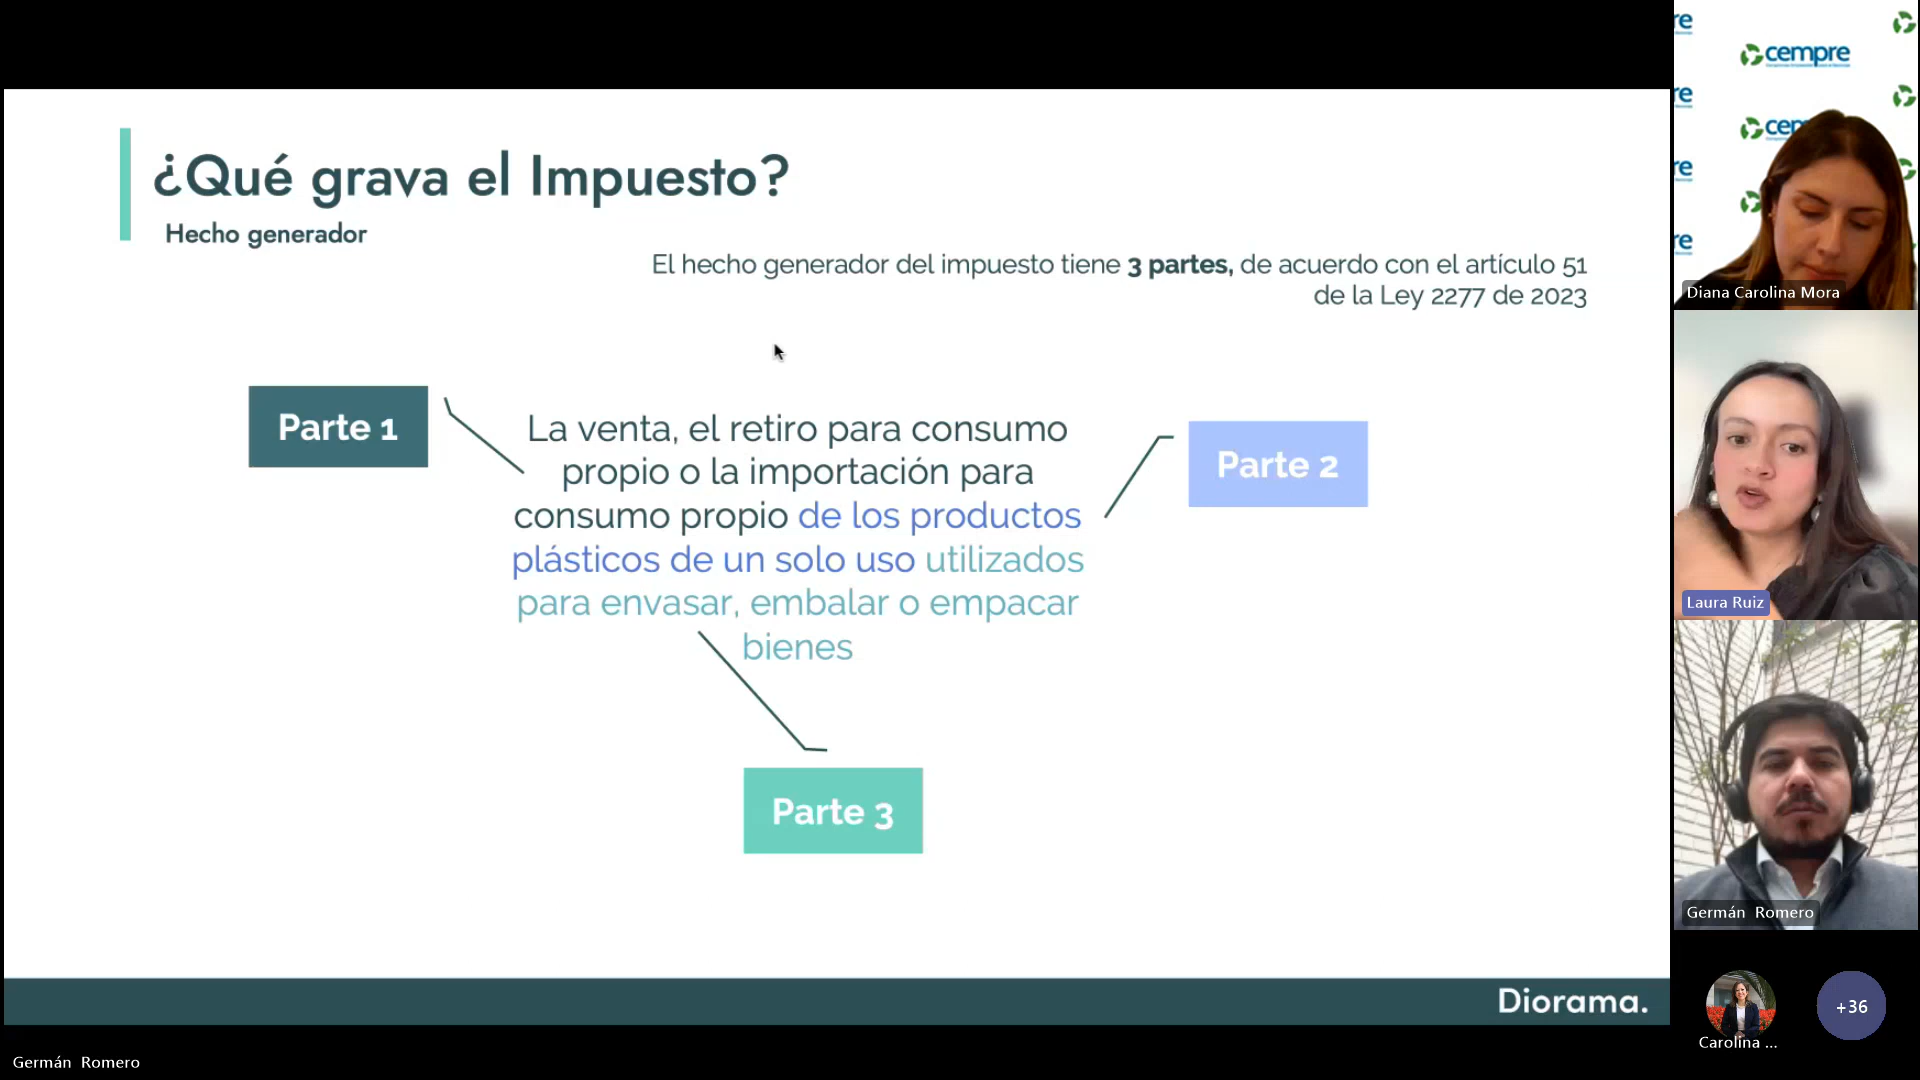 ¿Qué grava el Impuesto?
Hecho generador
El hecho generador del impuesto tiene 3 partes, de acuerdo con el artículo 51
de la Ley 2277 de 2023
Parte 1
La venta, el retiro para consumo
propio o la importación para
consumo propio de los productos
plásticos de un solo uso utilizados
para envasar, embalar o empacar
bienes
Parte 2
Parte 3
Diorama.
Germán Romero
cempre
Diana Carolina Mora
Laura Ruiz
Germán Romero
Carolina ...
+36